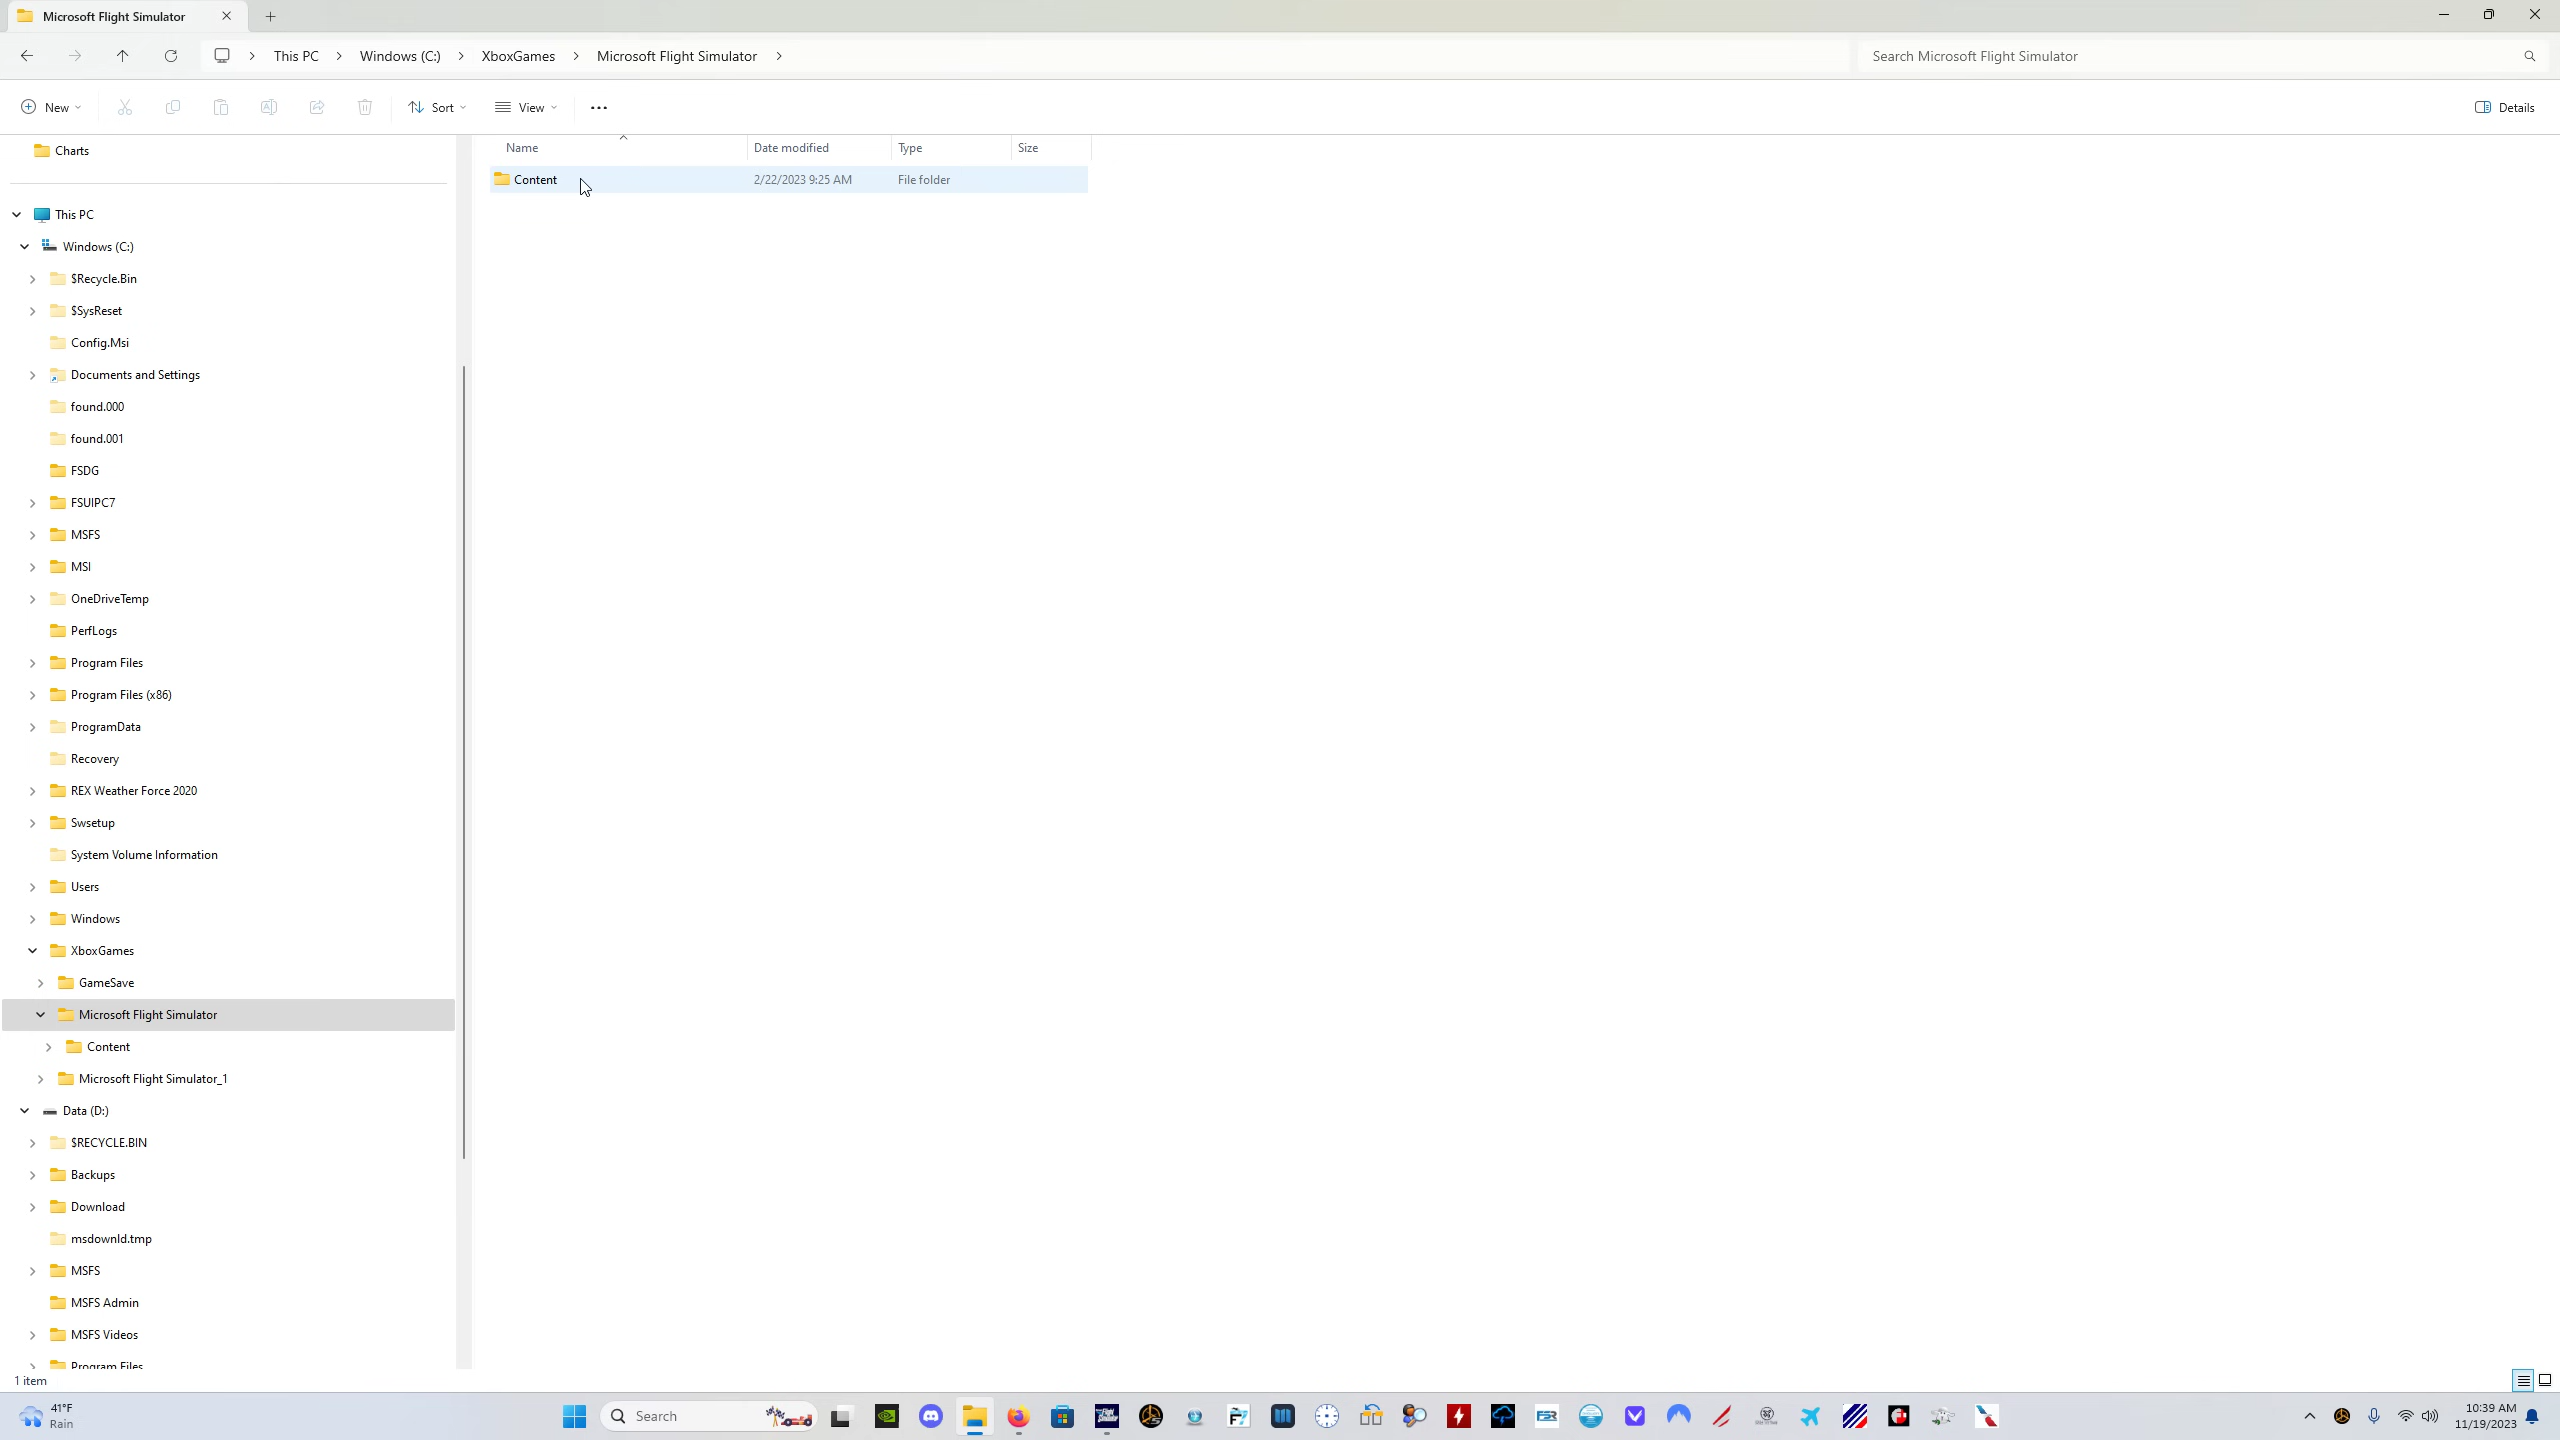 Microsoft Flight Simulator
This PC > Windows (C:) > XboxGames > Microsoft Flight Simulator >
Search Microsoft Flight Simulator
New
Sort
View
Details
Name
Date modified
Type
Size
Content
2/22/2023 9:25 AM
File folder
Charts
This PC
Windows (C:)
$Recycle.Bin
$SysReset
Config.Msi
Documents and Settings
found.000
found.001
FSDG
FSUIPC7
MSFS
MSI
OneDriveTemp
PerfLogs
Program Files
Program Files (x86)
ProgramData
Recovery
REX Weather Force 2020
Swsetup
System Volume Information
Users
Windows
XboxGames
GameSave
Microsoft Flight Simulator
Content
Microsoft Flight Simulator_1
Data (D:)
$RECYCLE.BIN
Backups
Download
msdownld.tmp
MSFS
MSFS Admin
MSFS Videos
Program Files
1 item
41°F
Rain
Search
10:39 AM
11/19/2023